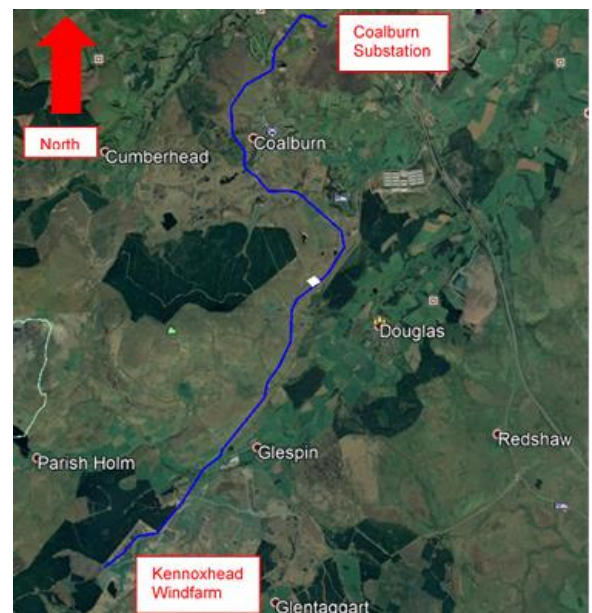 Coalburn
Substation
North
Cumberhead
Coalburn
Douglas
Redshaw
Glespin
Parish Holm
Kennoxhead
Windfarm
Glentaggart